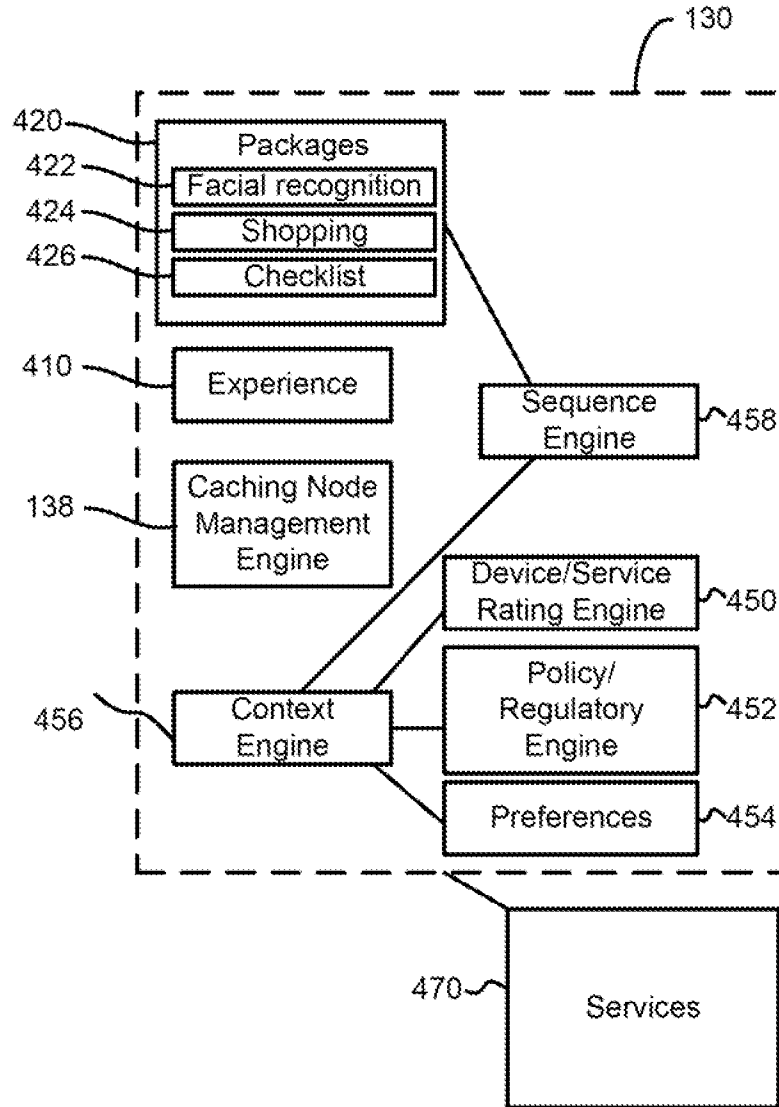 130
420
Packages
422
Facial recognition
424
Shopping
426
Checklist
410
Experience
Sequence
Engine
458
138
Caching Node
Management
Engine
Device/Service
Rating Engine
450
456
Context
Engine
Policy/
Regulatory
Engine
452
Preferences
454
470
Services